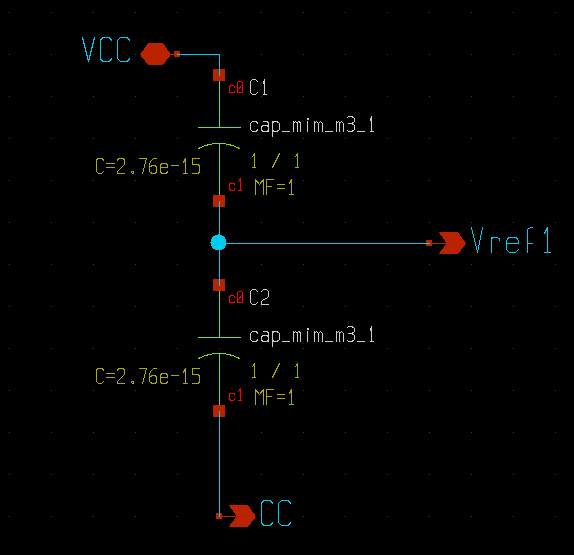 VCC
c0 C1
cap_mim_m3_1
C=2.76e-15
1 / 1
c1 MF=1
Vref1
c0 C2
cap_mim_m3_1
C=2.76e-15
1 / 1
c1 MF=1
CC